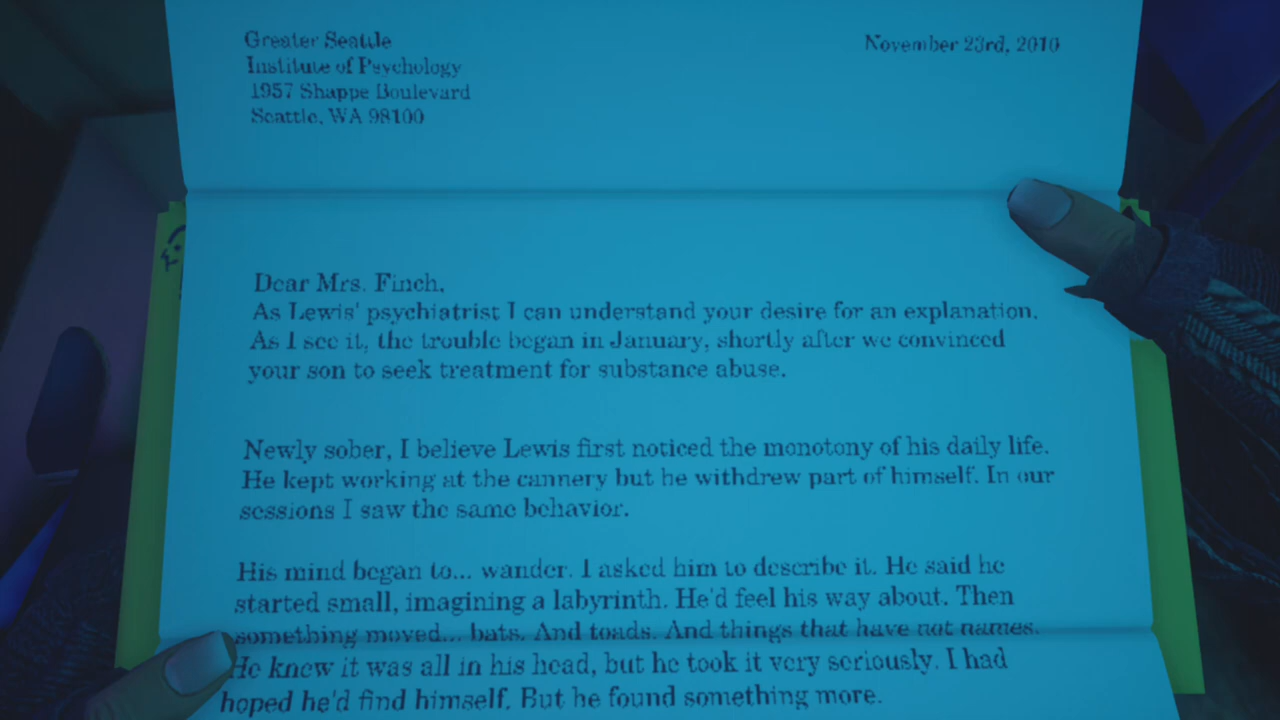 Greater Seattle
November 23rd, 2010
Institute of Psychology
1957 Shappe Boulevard
Seattle, WA 98100
Dear Mrs. Finch,
As Lewis' psychiatrist I can understand your desire for an explanation.
As I see it, the trouble began in January, shortly after we convinced
your son to seek treatment for substance abuse.
Newly sober, I believe Lewis first noticed the monotony of his daily life.
He kept working at the cannery but he withdrew part of himself. In our
sessions I saw the same behavior.
His mind began to... wander. I asked him to describe it. He said he
started small, imagining a labyrinth. He'd feel his way about. Then
something moved... bats. And toads. And things that have not names.
He knew it was all in his head, but he took it very seriously. I had
hoped he'd find himself. But he found something more.